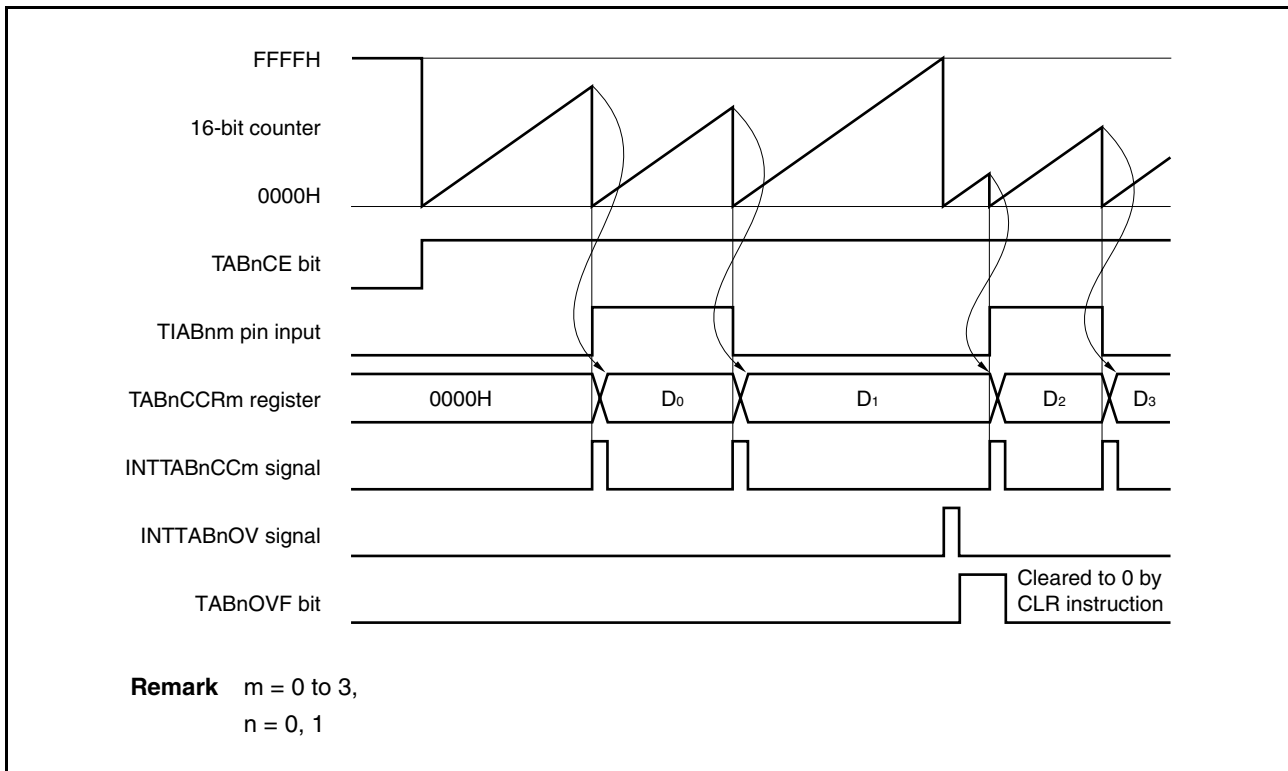 FFFFH
16-bit counter
0000H
TABnCE bit
TIABnm pin input
TABnCCRm register
0000H
D0
D1
D2
D3
INTTABnCCm signal
INTTABnOV signal
TABnOVF bit
Cleared to 0 by
CLR instruction
Remark m = 0 to 3,
n = 0, 1